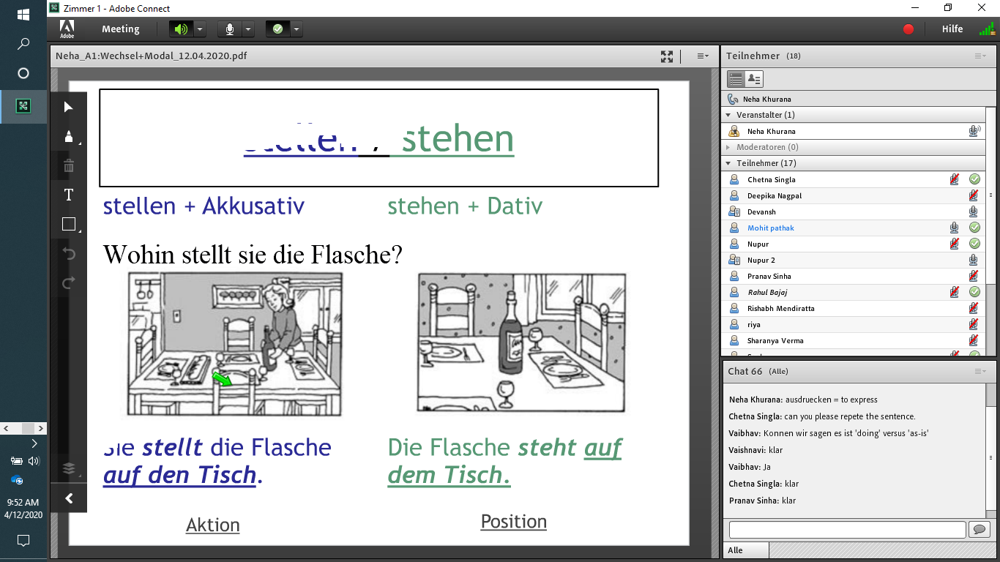 Zimmer 1 - Adobe Connect
Adobe
Meeting
Hilfe
Neha_A1:Wechsel+Modal_12.04.2020.pdf
stellen / stehen
stellen + Akkusativ
stehen + Dativ
Wohin stellt sie die Flasche?
Sie stellt die Flasche
auf den Tisch.
Die Flasche steht auf
dem Tisch.
Aktion
Position
T
Teilnehmer (18)
Neha Khurana
Veranstalter (1)
Neha Khurana
Moderatoren (0)
Teilnehmer (17)
Chetna Singla
Deepika Nagpal
Devansh
Mohit pathak
Nupur
Nupur 2
Pranav Sinha
Rahul Bajaj
Rishabh Mendiratta
riya
Sharanya Verma
Chat 66 (Alle)
Neha Khurana: ausdruecken = to express
Chetna Singla: can you please repete the sentence.
Vaibhav: Konnen wir sagen es ist 'doing' versus 'as-is'
Vaishnavi: klar
Vaibhav: Ja
Chetna Singla: klar
Pranav Sinha: klar
Alle
9:52 AM
4/12/2020